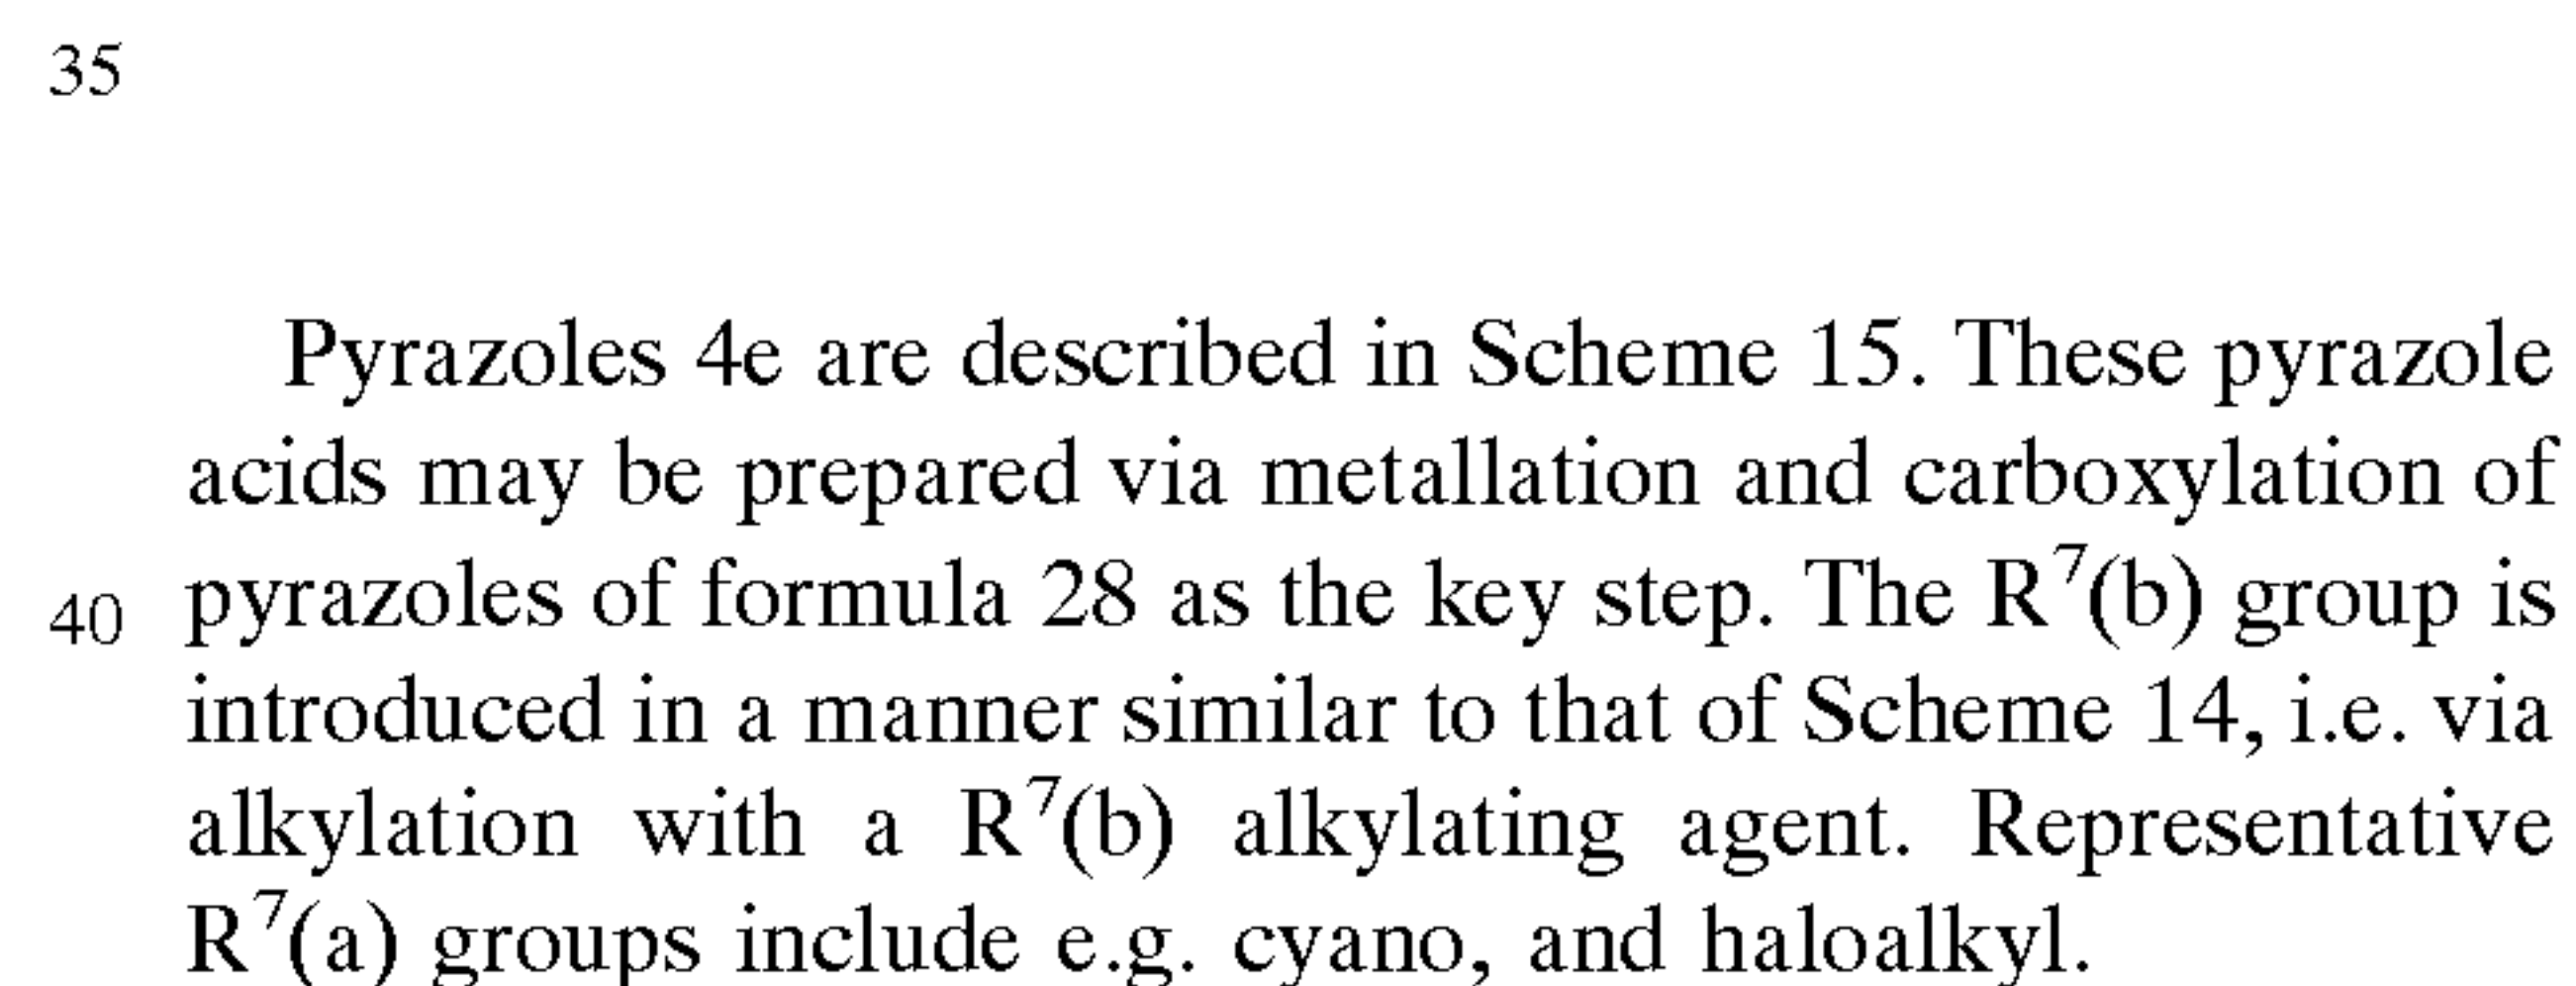 35
Pyrazoles 4e are described in Scheme 15. These pyrazole
acids may be prepared via metallation and carboxylation of
40 pyrazoles of formula 28 as the key step. The R⁷(b) group is
introduced in a manner similar to that of Scheme 14, i.e. via
alkylation with a R⁷(b) alkylating agent. Representative
R⁷(a) groups include e.g. cyano, and haloalkyl.